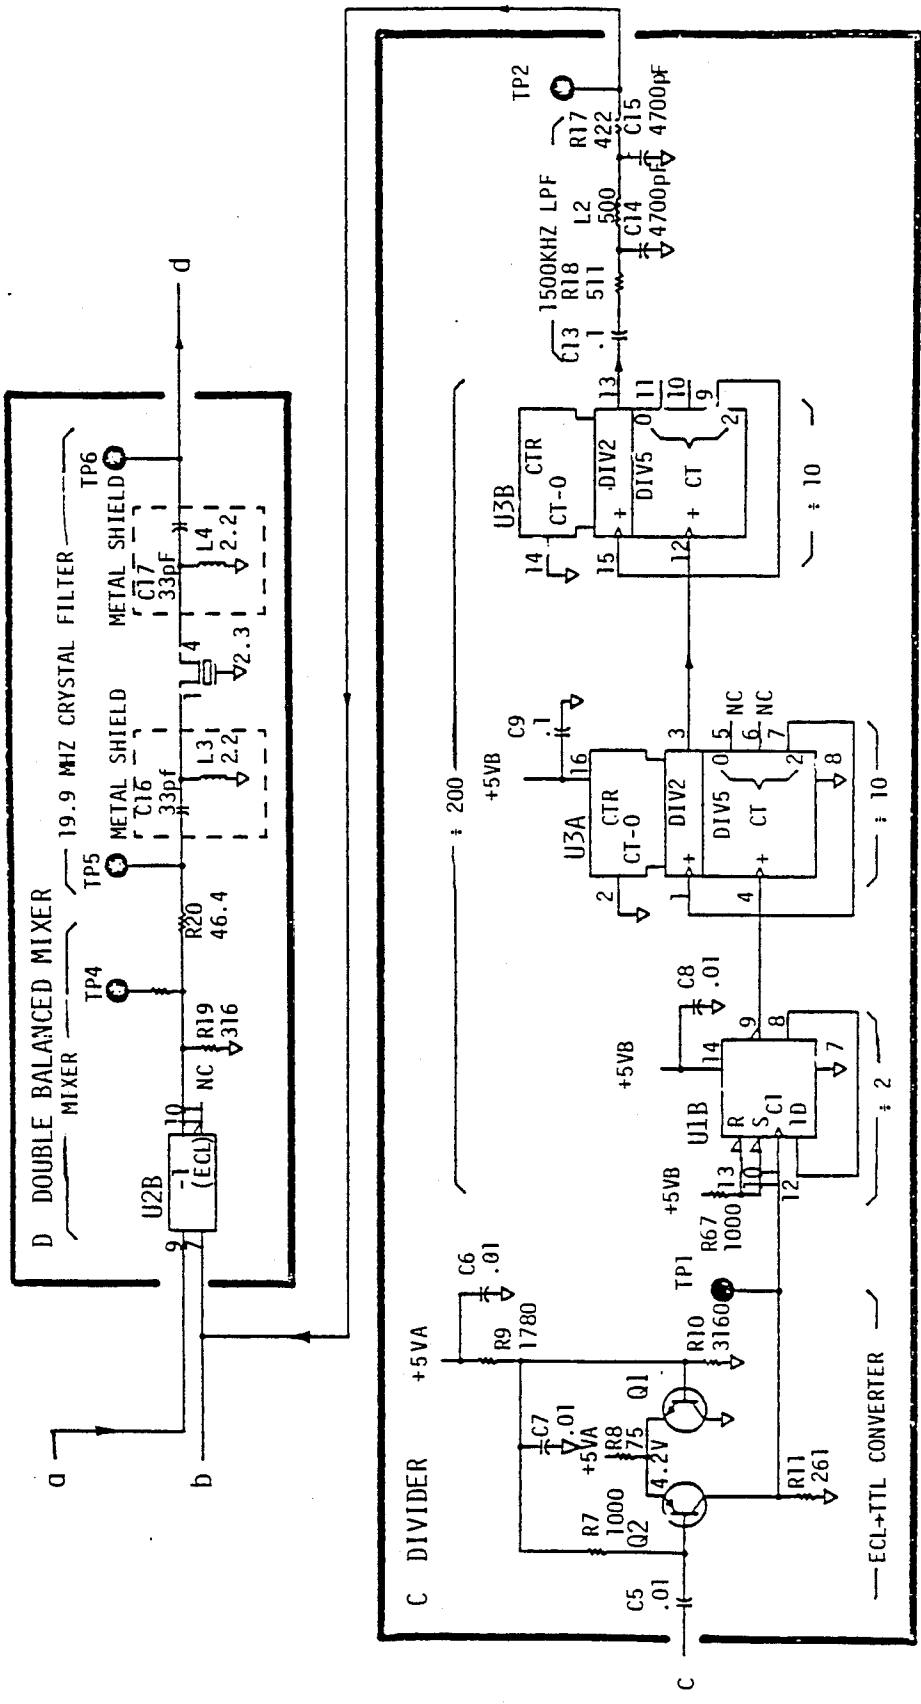 D DOUBLE BALANCED MIXER
MIXER
19.9 MHZ CRYSTAL FILTER
TP4
TP5
METAL SHIELD
METAL SHIELD
TP6
a
b
9
7
U2B
-1
(ECL)
10
11
NC
R19
316
R20
46.4
C16
33pf
L3
2.2
1
4
2.3
C17
33pF
L4
2.2
d
C DIVIDER
+5VA
C6
.01
R9
1780
C7
.01
+5VA
R8
75
4.2V
R7
1000
Q2
Q1
R10
3160
C5
.01
C
R11
261
TP1
ECL+TTL CONVERTER
÷ 200
+5VB
R67
1000
13
10
12
U1B
R
S
C1
1D
+5VB
14
C8
.01
9
8
7
÷ 2
+5VB
C9
.1
16
U3A
CTR
CT-0
2
1
+
DIV2
3
4
+
DIV5
CT
0
2
5
NC
6
NC
7
8
÷ 10
U3B
CTR
CT-0
14
15
+
DIV2
13
12
+
DIV5
CT
0
2
11
10
9
÷ 10
1500KHZ LPF
C13
.1
R18
511
L2
500
C14
4700pF
R17
422
C15
4700pF
TP2